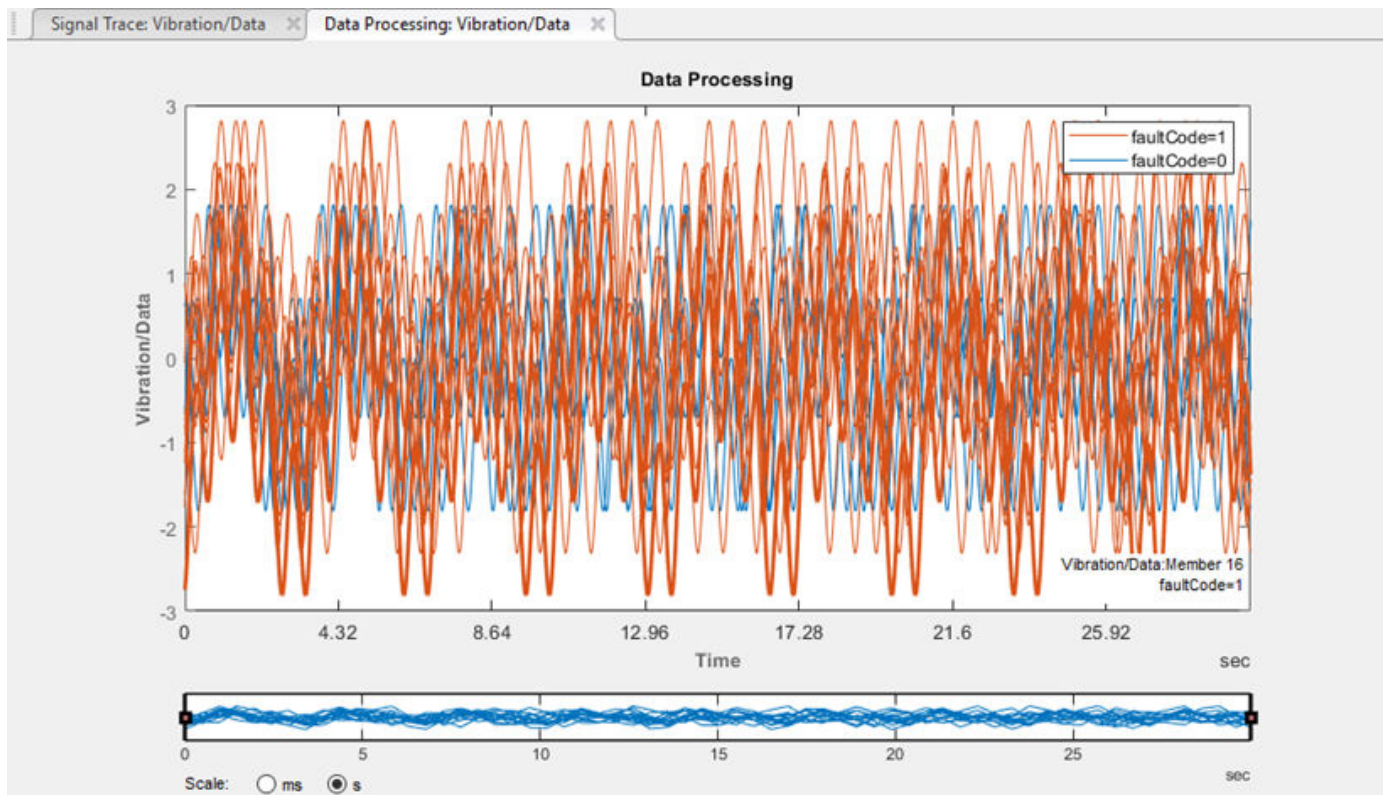 Signal Trace: Vibration/Data
Data Processing: Vibration/Data
Data Processing
3
2
1
0
-1
-2
-3
Vibration/Data
faultCode=1
faultCode=0
Vibration/Data:Member 16
faultCode=1
0 4.32 8.64 12.96 17.28 21.6 25.92
Time
sec
0 5 10 15 20 25
sec
Scale: ms s